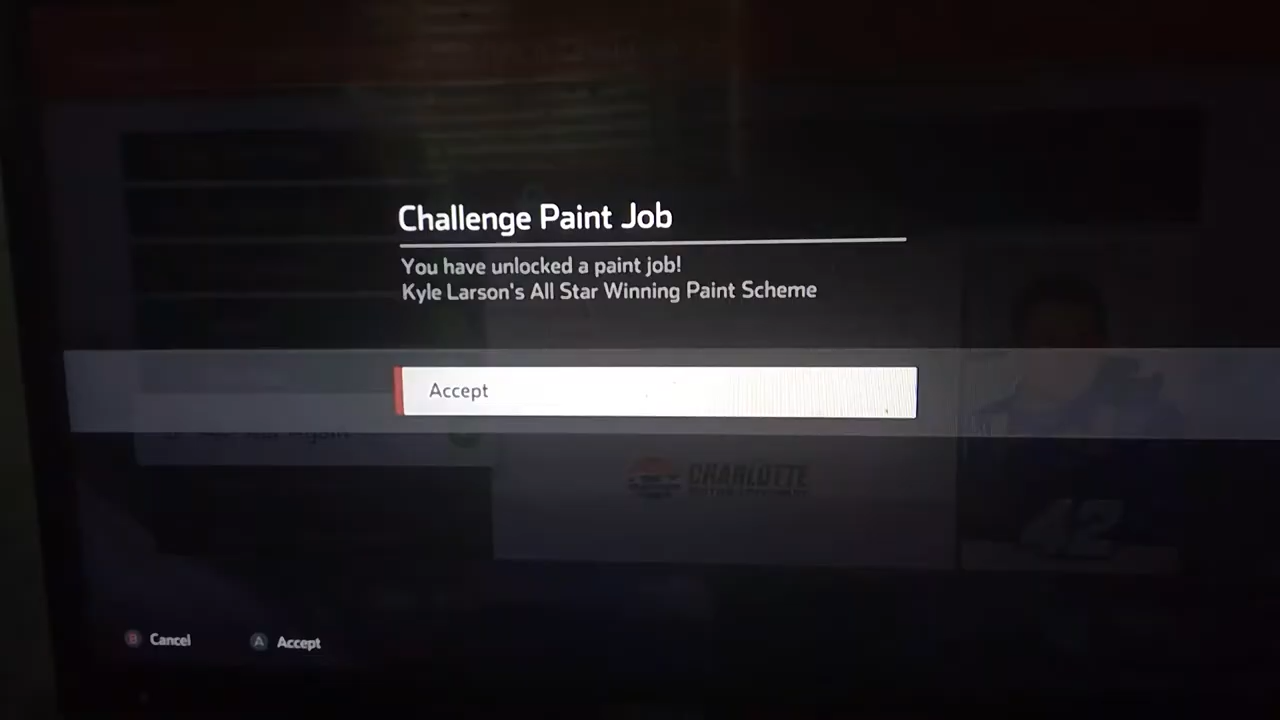 Challenge Paint Job
You have unlocked a paint job!
Kyle Larson's All Star Winning Paint Scheme
Accept
CHARLOTTE
42
B Cancel
A Accept